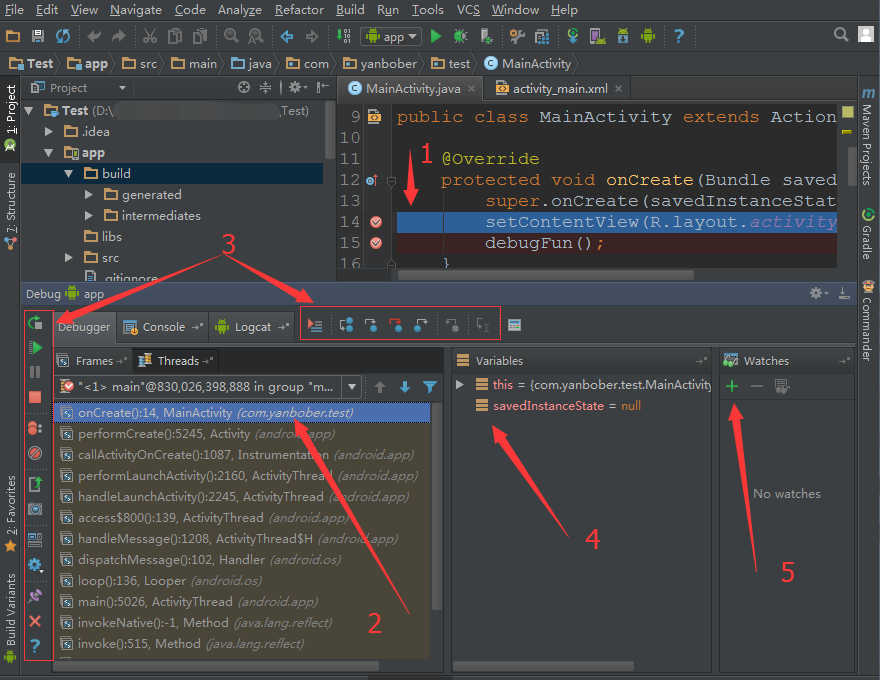 File Edit View Navigate Code Analyze Refactor Build Run Tools VCS Window Help
app
Test app src main java com yanbober test MainActivity
1: Project
7: Structure
2: Favorites
Build Variants
Project
Test (D:\ Test)
.idea
app
build
generated
intermediates
libs
src
.gitignore
MainActivity.java activity_main.xml
9 public class MainActivity extends Action
10
11 @Override
12 protected void onCreate(Bundle saved
13 super.onCreate(savedInstanceStat
14 setContentView(R.layout.activity
15 debugFun();
16 }
1
Maven Projects
Gradle
Commander
3
Debug app
Debugger Console Logcat
Frames Threads
"<1> main"@830,026,398,888 in group "m...
onCreate():14, MainActivity (com.yanbober.test)
performCreate():5245, Activity (android.app)
callActivityOnCreate():1087, Instrumentation (android.app)
performLaunchActivity():2160, ActivityThread (android.app)
handleLaunchActivity():2245, ActivityThread (android.app)
access$800():139, ActivityThread (android.app)
handleMessage():1208, ActivityThread$H (android.app)
dispatchMessage():102, Handler (android.os)
loop():136, Looper (android.os)
main():5026, ActivityThread (android.app)
invokeNative():-1, Method (java.lang.reflect)
invoke():515, Method (java.lang.reflect)
2
Variables
this = {com.yanbober.test.MainActivity
savedInstanceState = null
4
Watches
No watches
5